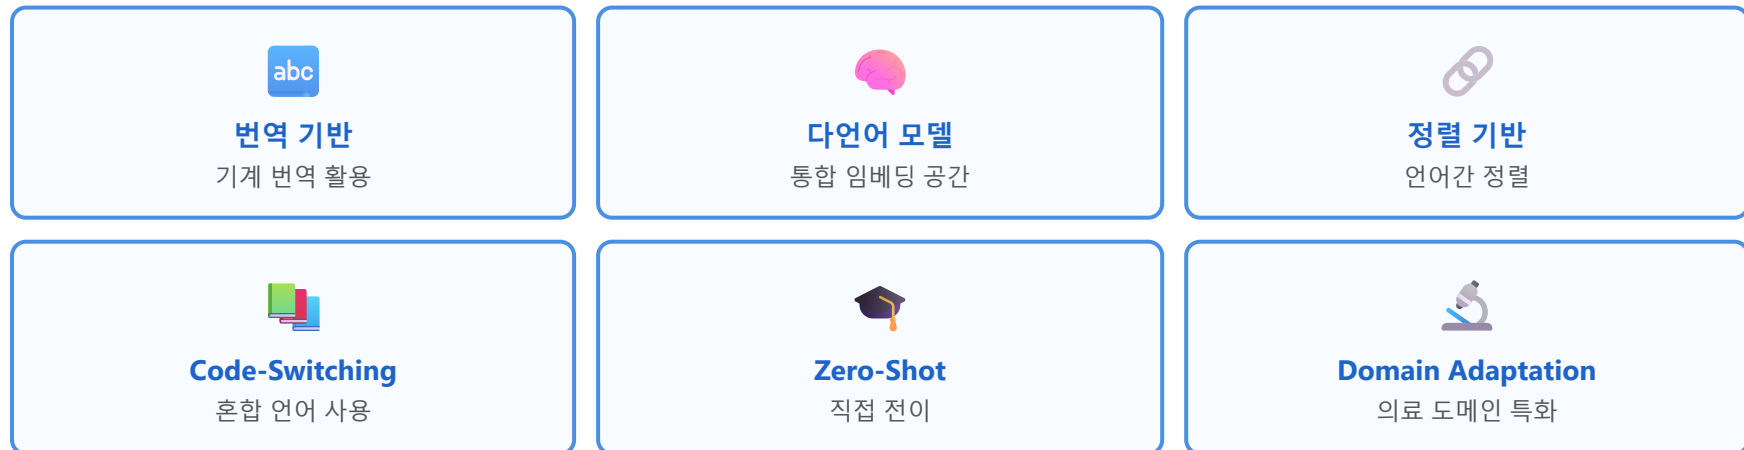 abc
번역 기반
기계 번역 활용
다언어 모델
통합 임베딩 공간
정렬 기반
언어간 정렬
Code-Switching
혼합 언어 사용
Zero-Shot
직접 전이
Domain Adaptation
의료 도메인 특화